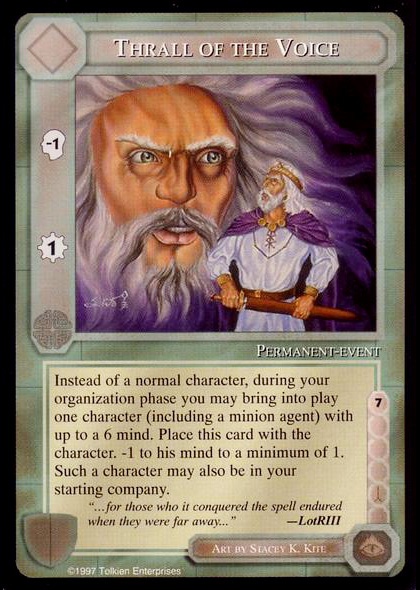 THRALL OF THE VOICE
-1
1
PERMANENT-EVENT
Instead of a normal character, during your
organization phase you may bring into play
one character (including a minion agent) with
up to a 6 mind. Place this card with the
character. -1 to his mind to a minimum of 1.
Such a character may also be in your
starting company.
“...for those who it conquered the spell endured
when they were far away...” —LotRIII
7
ART BY STACEY K. KITE
©1997 Tolkien Enterprises